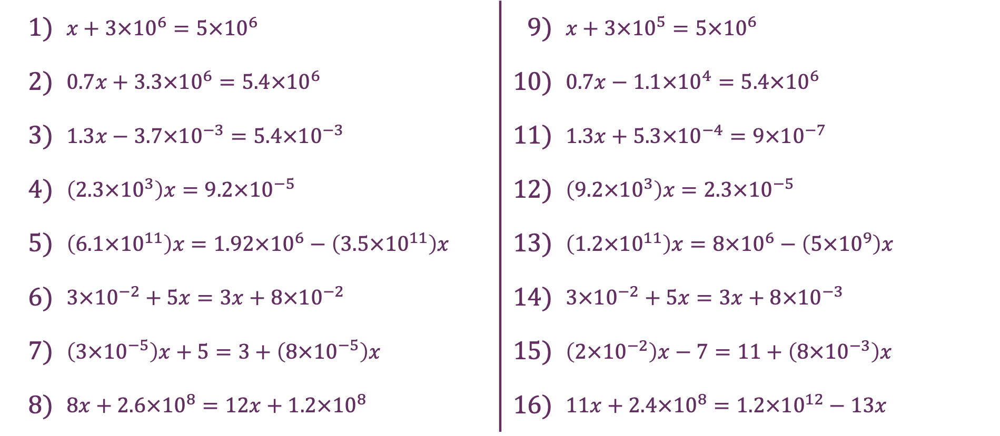 1) x + 3×10⁶ = 5×10⁶
2) 0.7x + 3.3×10⁶ = 5.4×10⁶
3) 1.3x − 3.7×10⁻³ = 5.4×10⁻³
4) (2.3×10³)x = 9.2×10⁻⁵
5) (6.1×10¹¹)x = 1.92×10⁶ − (3.5×10¹¹)x
6) 3×10⁻² + 5x = 3x + 8×10⁻²
7) (3×10⁻⁵)x + 5 = 3 + (8×10⁻⁵)x
8) 8x + 2.6×10⁸ = 12x + 1.2×10⁸
9) x + 3×10⁵ = 5×10⁶
10) 0.7x − 1.1×10⁴ = 5.4×10⁶
11) 1.3x + 5.3×10⁻⁴ = 9×10⁻⁷
12) (9.2×10³)x = 2.3×10⁻⁵
13) (1.2×10¹¹)x = 8×10⁶ − (5×10⁹)x
14) 3×10⁻² + 5x = 3x + 8×10⁻³
15) (2×10⁻²)x − 7 = 11 + (8×10⁻³)x
16) 11x + 2.4×10⁸ = 1.2×10¹² − 13x